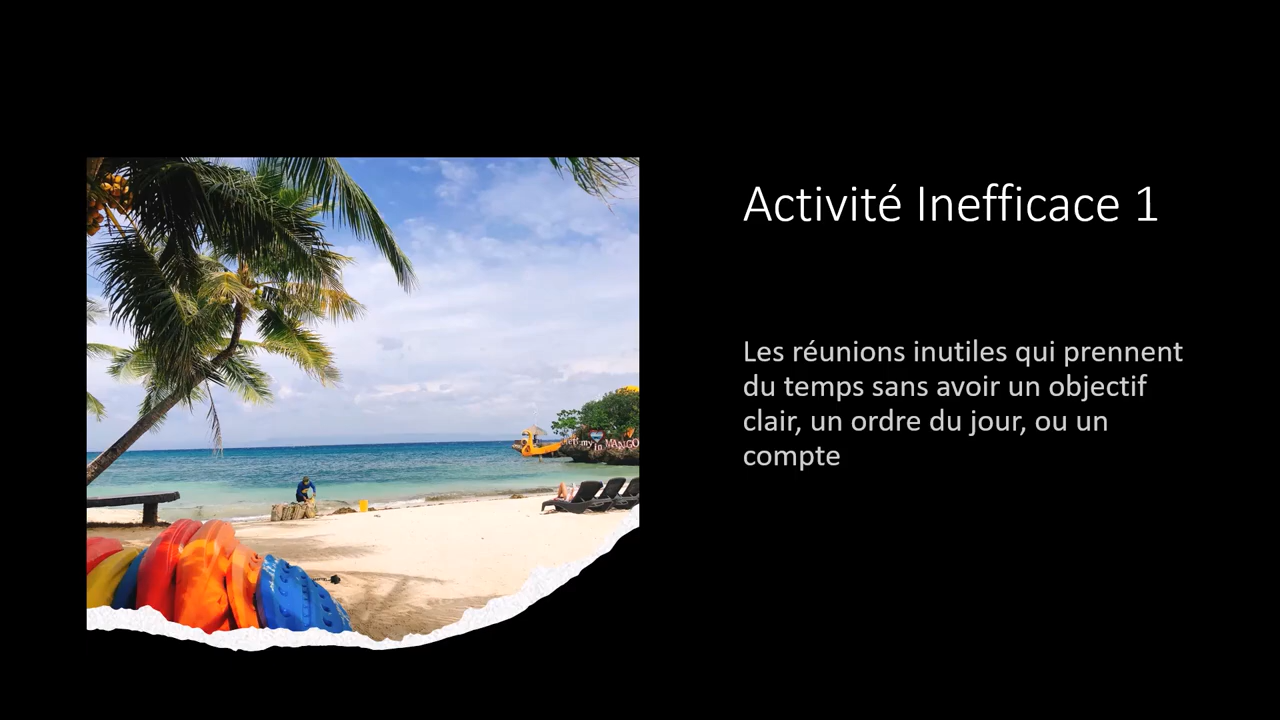 Activité Inefficace 1
Les réunions inutiles qui prennent
du temps sans avoir un objectif
clair, un ordre du jour, ou un
compte